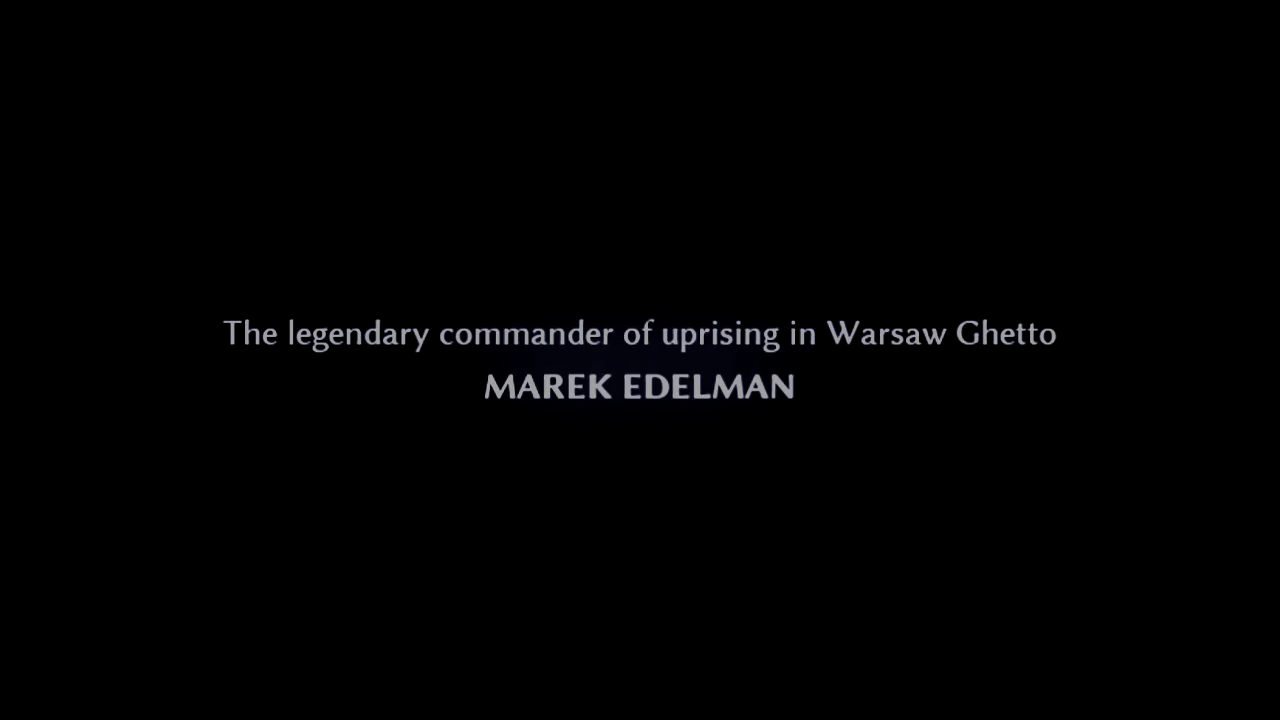 The legendary commander of uprising in Warsaw Ghetto
MAREK EDELMAN